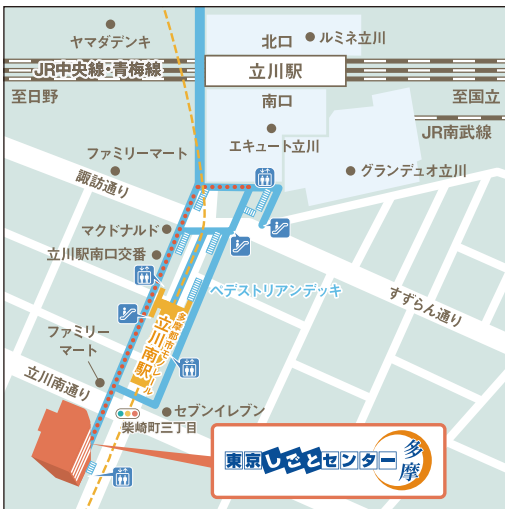 ヤマダデンキ
北口
ルミネ立川
JR中央線・青梅線
立川駅
至日野
南口
至国立
JR南武線
エキュート立川
ファミリーマート
グランデュオ立川
諏訪通り
マクドナルド
立川駅南口交番
ペデストリアンデッキ
すずらん通り
多摩都市モノレール
立川南駅
ファミリー
マート
立川南通り
セブンイレブン
柴崎町三丁目
東京しごとセンター多摩